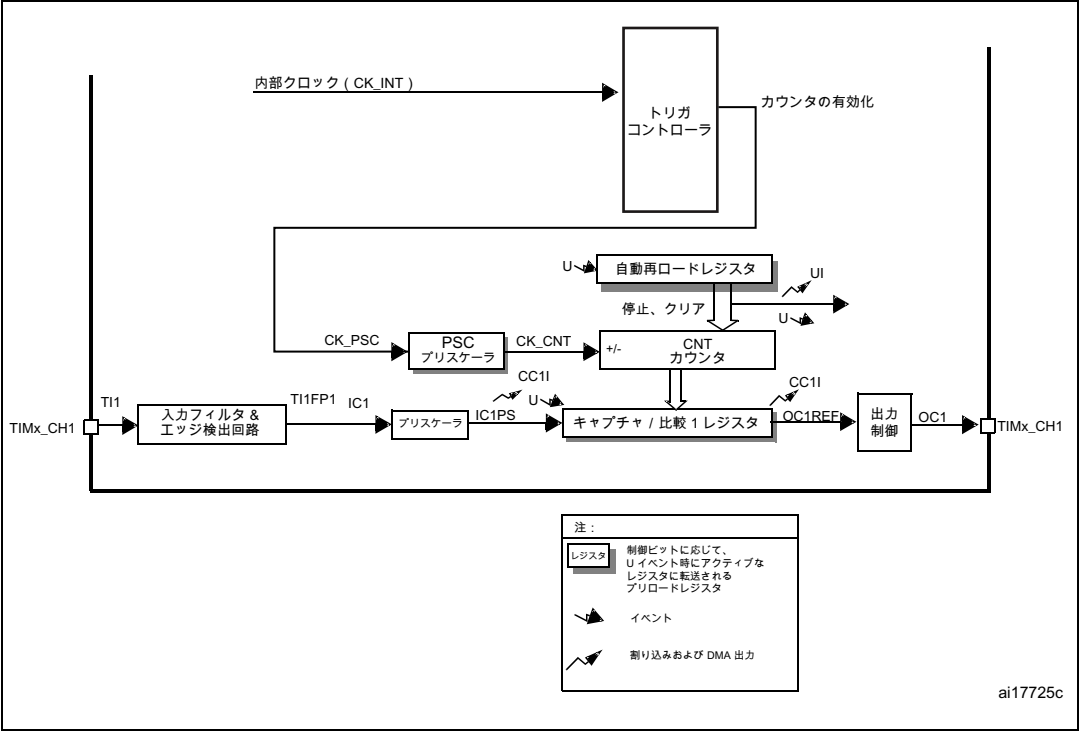 内部クロック ( CK_INT )
トリガ
コントローラ
カウンタの有効化
U
自動再ロードレジスタ
UI
停止、クリア
U
CK_PSC
PSC
プリスケーラ
CK_CNT
+/-
CNT
カウンタ
CC1I
CC1I
TI1
TI1FP1
IC1
U
IC1PS
OC1REF
OC1
TIMx_CH1
入力フィルタ &
エッジ検出回路
プリスケーラ
キャプチャ / 比較 1 レジスタ
出力
制御
TIMx_CH1
注 :
レジスタ
制御ビットに応じて、
U イベント時にアクティブな
レジスタに転送される
プリロードレジスタ
イベント
割り込みおよび DMA 出力
ai17725c